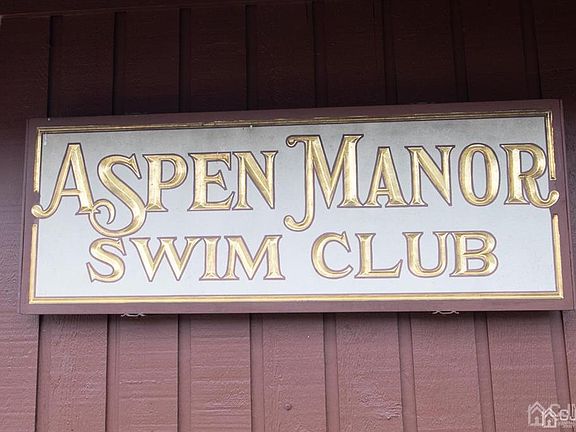 ASPEN MANOR
SWIM CLUB